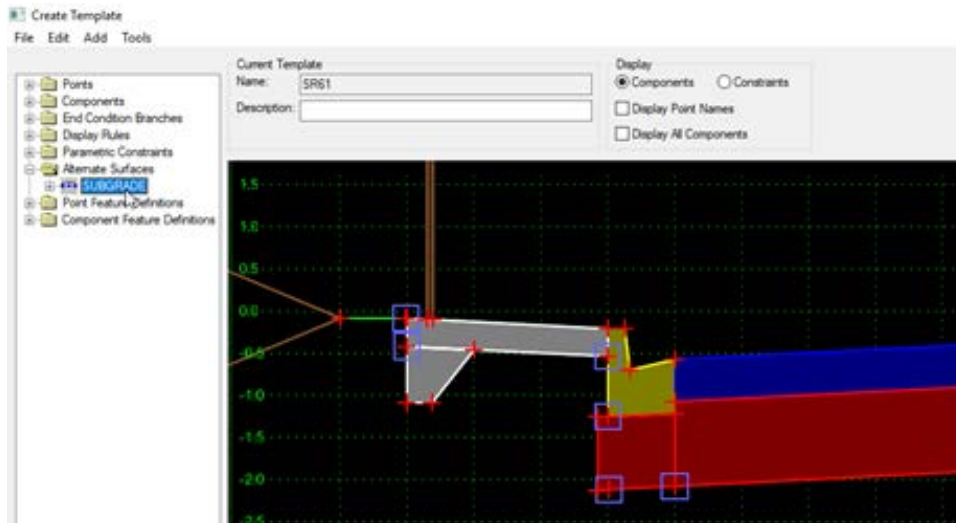 Create Template
File Edit Add Tools
Current Template
Name: SR61
Description:
Display
Components Constraints
Display Point Names
Display All Components
Points
Components
End Condition Branches
Display Rules
Parametric Constraints
Alternate Surfaces
SUBGRADE
Point Feature Definitions
Component Feature Definitions
1.5
1.0
0.5
0.0
-0.5
-1.0
-1.5
-2.0
-2.5